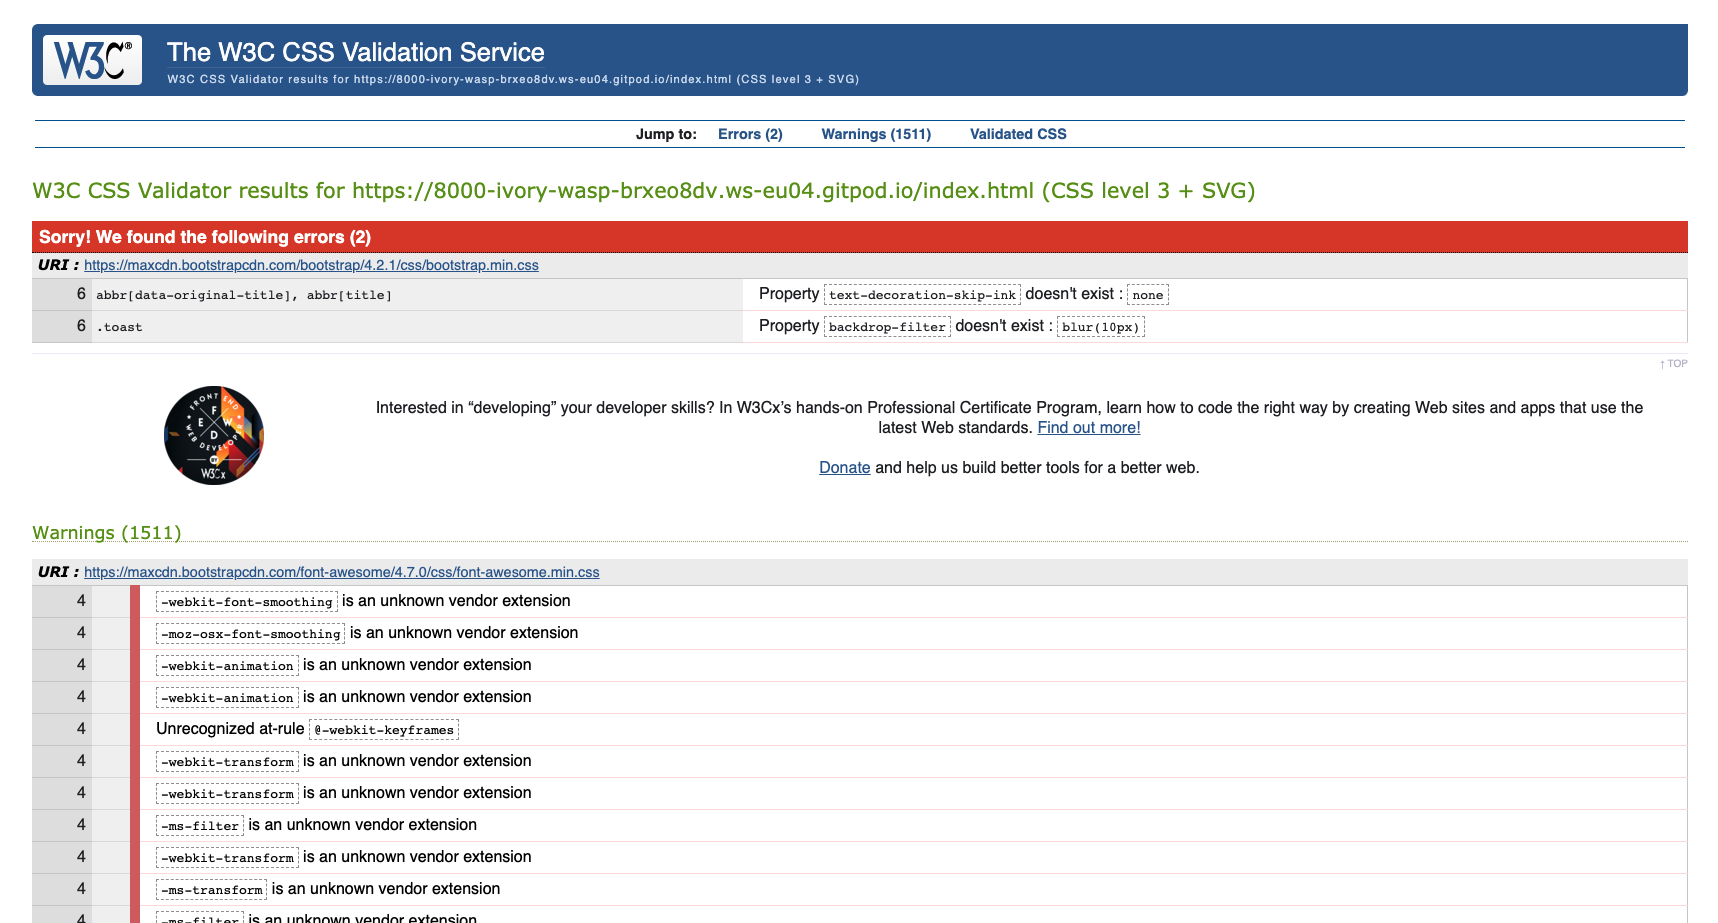 W3C®
The W3C CSS Validation Service
W3C CSS Validator results for https://8000-ivory-wasp-brxeo8dv.ws-eu04.gitpod.io/index.html (CSS level 3 + SVG)
Jump to: Errors (2) Warnings (1511) Validated CSS
W3C CSS Validator results for https://8000-ivory-wasp-brxeo8dv.ws-eu04.gitpod.io/index.html (CSS level 3 + SVG)
Sorry! We found the following errors (2)
URI : https://maxcdn.bootstrapcdn.com/bootstrap/4.2.1/css/bootstrap.min.css
6 abbr[data-original-title], abbr[title] Property text-decoration-skip-ink doesn't exist : none
6 .toast Property backdrop-filter doesn't exist : blur(10px)
↑ TOP
FRONT END
WEB DEVELOPER
F E W D
BY
W3Cx
Interested in “developing” your developer skills? In W3Cx’s hands-on Professional Certificate Program, learn how to code the right way by creating Web sites and apps that use the
latest Web standards. Find out more!
Donate and help us build better tools for a better web.
Warnings (1511)
URI : https://maxcdn.bootstrapcdn.com/font-awesome/4.7.0/css/font-awesome.min.css
4 -webkit-font-smoothing is an unknown vendor extension
4 -moz-osx-font-smoothing is an unknown vendor extension
4 -webkit-animation is an unknown vendor extension
4 -webkit-animation is an unknown vendor extension
4 Unrecognized at-rule @-webkit-keyframes
4 -webkit-transform is an unknown vendor extension
4 -webkit-transform is an unknown vendor extension
4 -ms-filter is an unknown vendor extension
4 -webkit-transform is an unknown vendor extension
4 -ms-transform is an unknown vendor extension
4 -ms-filter is an unknown vendor extension